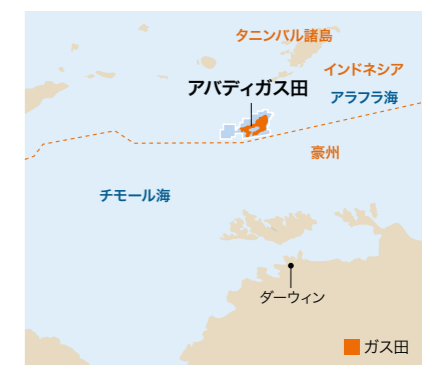 タニンバル諸島
インドネシア
アバディガス田
アラフラ海
豪州
チモール海
ダーウィン
ガス田